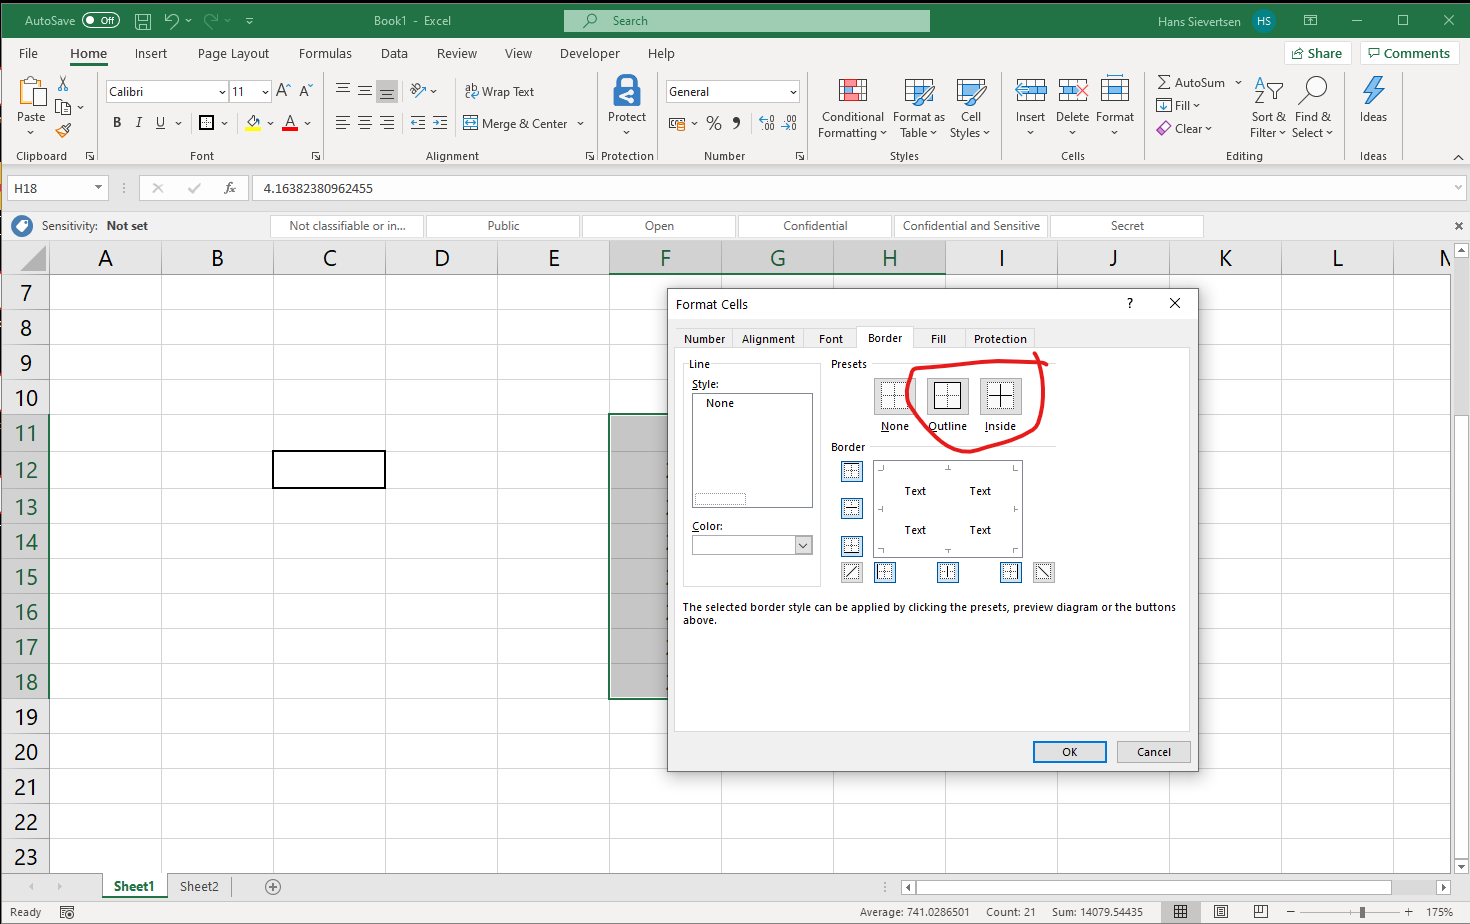 AutoSave Off Book1 - Excel Search Hans Sievertsen HS
File Home Insert Page Layout Formulas Data Review View Developer Help Share Comments
Calibri 11 A A Wrap Text General AutoSum
Paste Protect Conditional Formatting Format as Table Cell Styles Insert Delete Format Fill Sort & Filter Find & Select Ideas
B I U A Merge & Center % , Clear
Clipboard Font Alignment Protection Number Styles Cells Editing Ideas
H18 fx 4.16382380962455
Sensitivity: Not set Not classifiable or in... Public Open Confidential Confidential and Sensitive Secret
A B C D E F G H I J K L
7
8
9
10
11
12
13
14
15
16
17
18
19
20
21
22
23
Format Cells ?
Number Alignment Font Border Fill Protection
Line Presets
Style:
None
None Outline Inside
Border
Text Text
Text Text
Color:
The selected border style can be applied by clicking the presets, preview diagram or the buttons
above.
OK Cancel
Sheet1 Sheet2
Ready Average: 741.0286501 Count: 21 Sum: 14079.54435 175%